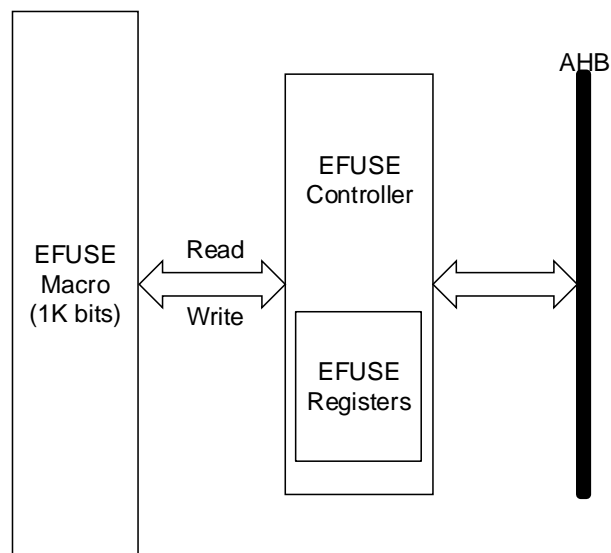 AHB
EFUSE
Controller
EFUSE
Macro
(1K bits)
Read
Write
EFUSE
Registers